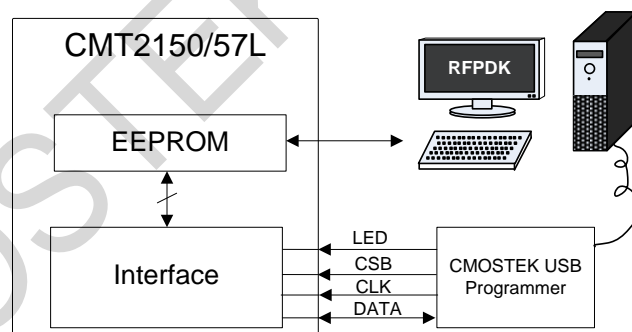 CMT2150/57L
RFPDK
EEPROM
LED
CSB
CLK
DATA
Interface
CMOSTEK USB
Programmer